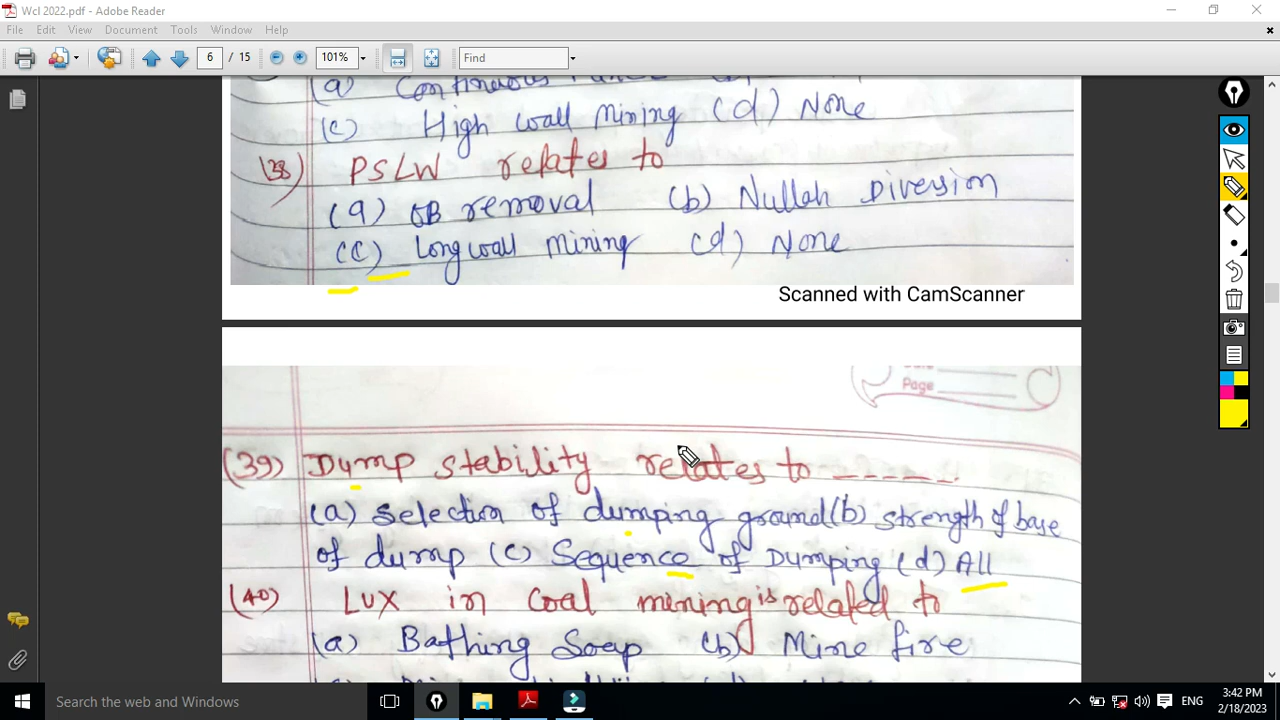 Wcl 2022.pdf - Adobe Reader
File Edit View Document Tools Window Help
6 / 15 101% Find
(a) Continuous
(c) High wall Mining (d) None
(38) PSLW relates to
(a) OB removal (b) Nullah Diversion
(c) Longwall Mining (d) None
Scanned with CamScanner
Page
(39) Dump stability relates to ------
(a) selection of dumping ground (b) strength of base
of dump (c) Sequence of Dumping (d) All
(40) LUX in Coal mining is related to
(a) Bathing Soap (b) Mine fire
Search the web and Windows
ENG
3:42 PM
2/18/2023